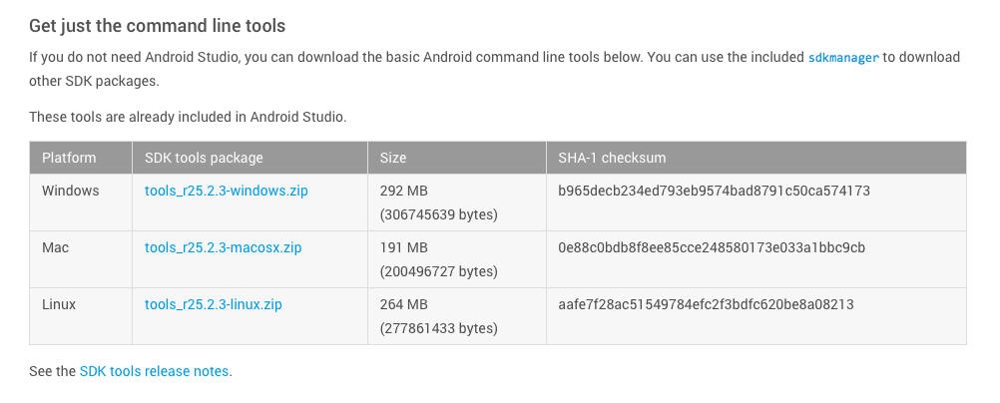 Get just the command line tools
If you do not need Android Studio, you can download the basic Android command line tools below. You can use the included sdkmanager to download
other SDK packages.
These tools are already included in Android Studio.
Platform SDK tools package Size SHA-1 checksum
Windows tools_r25.2.3-windows.zip 292 MB b965decb234ed793eb9574bad8791c50ca574173
(306745639 bytes)
Mac tools_r25.2.3-macosx.zip 191 MB 0e88c0bdb8f8ee85cce248580173e033a1bbc9cb
(200496727 bytes)
Linux tools_r25.2.3-linux.zip 264 MB aafe7f28ac51549784efc2f3bdfc620be8a08213
(277861433 bytes)
See the SDK tools release notes.